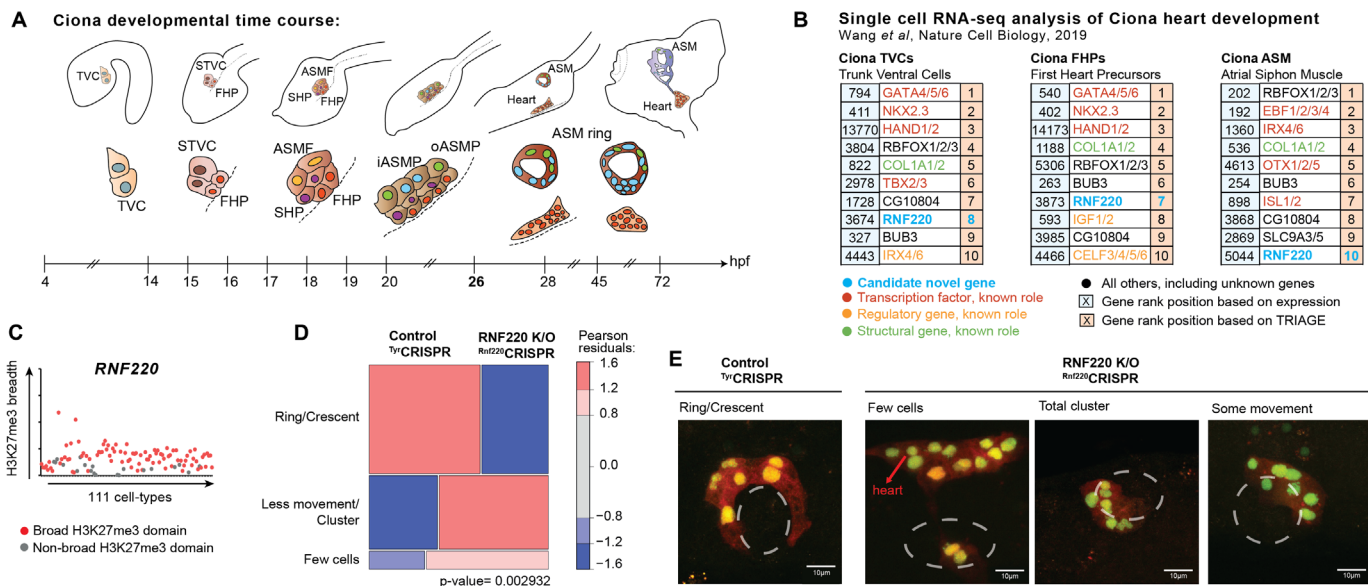 A
Ciona developmental time course:
TVC
STVC
FHP
ASMF
SHP
FHP
ASM
Heart
ASM
Heart
TVC
STVC
FHP
ASMF
SHP
FHP
iASMP
oASMP
ASM ring
4 14 15 16 17 18 19 21 26 28 45 72
hpf
B
Single cell RNA-seq analysis of Ciona heart development
Wang et al, Nature Cell Biology, 2019
Ciona TVCs
Trunk Ventral Cells
794 GATA4/5/6 1
411 NKX2.3 2
13770 HAND1/2 3
3804 RBFOX1/2/3 4
822 COL1A1/2 5
2978 TBX2/3 6
1728 CG10804 7
3674 RNF220 8
327 BUB3 9
4443 IRX4/6 10
Ciona FHPs
First Heart Precursors
540 GATA4/5/6 1
402 NKX2.3 2
14173 HAND1/2 3
1188 COL1A1/2 4
5306 RBFOX1/2/3 5
263 BUB3 6
3873 RNF220 7
593 IGF1/2 8
3985 CG10804 9
4466 CELF3/4/5/6 10
Ciona ASM
Atrial Siphon Muscle
202 RBFOX1/2/3 1
192 EBF1/2/3/4 2
1360 IRX4/6 3
536 COL1A1/2 4
4613 OTX1/2/5 5
254 BUB3 6
898 ISL1/2 7
3868 CG10804 8
2869 SLC9A3/5 9
5044 RNF220 10
Candidate novel gene
Transcription factor, known role
Regulatory gene, known role
Structural gene, known role
All others, including unknown genes
X Gene rank position based on expression
X Gene rank position based on TRIAGE
C
RNF220
H3K27me3 breadth
111 cell-types
Broad H3K27me3 domain
Non-broad H3K27me3 domain
D
Control
TyrCRISPR
RNF220 K/O
Rnf220CRISPR
Ring/Crescent
Less movement/
Cluster
Few cells
p-value= 0.002932
Pearson
residuals:
1.6
1.2
0.8
0.0
−0.8
−1.2
−1.6
E
Control
TyrCRISPR
RNF220 K/O
Rnf220CRISPR
Ring/Crescent
Few cells
Total cluster
Some movement
heart
10µm
10µm
10µm
10µm